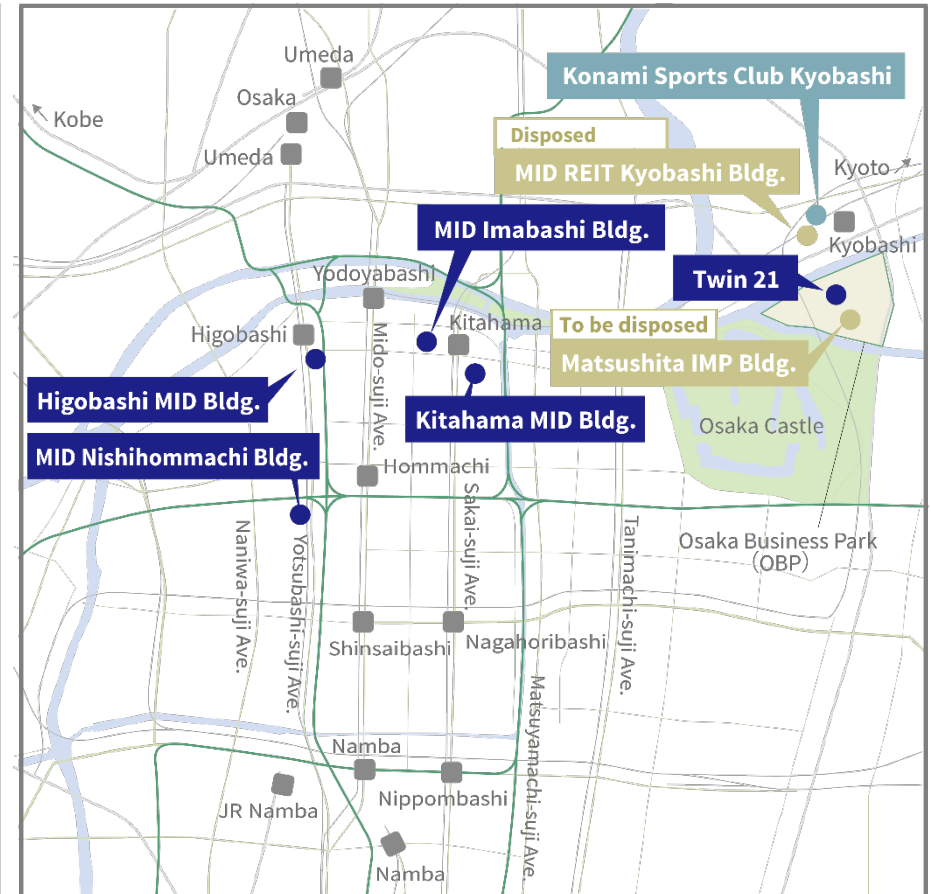 Umeda
Konami Sports Club Kyobashi
Osaka
Kobe
Disposed
Umeda
MID REIT Kyobashi Bldg.
Kyoto
MID Imabashi Bldg.
Kyobashi
Yodoyabashi
Twin 21
Higobashi
Kitahama
To be disposed
Mido-suji Ave.
Matsushita IMP Bldg.
Higobashi MID Bldg.
Kitahama MID Bldg.
Osaka Castle
MID Nishihommachi Bldg.
Hommachi
Sakai-suji Ave.
Naniwa-suji Ave.
Yotsubashi-suji Ave.
Tanimachi-suji Ave.
Osaka Business Park
(OBP)
Shinsaibashi
Nagahoribashi
Matsuyamachi-suji Ave.
Namba
Nippombashi
JR Namba
Namba